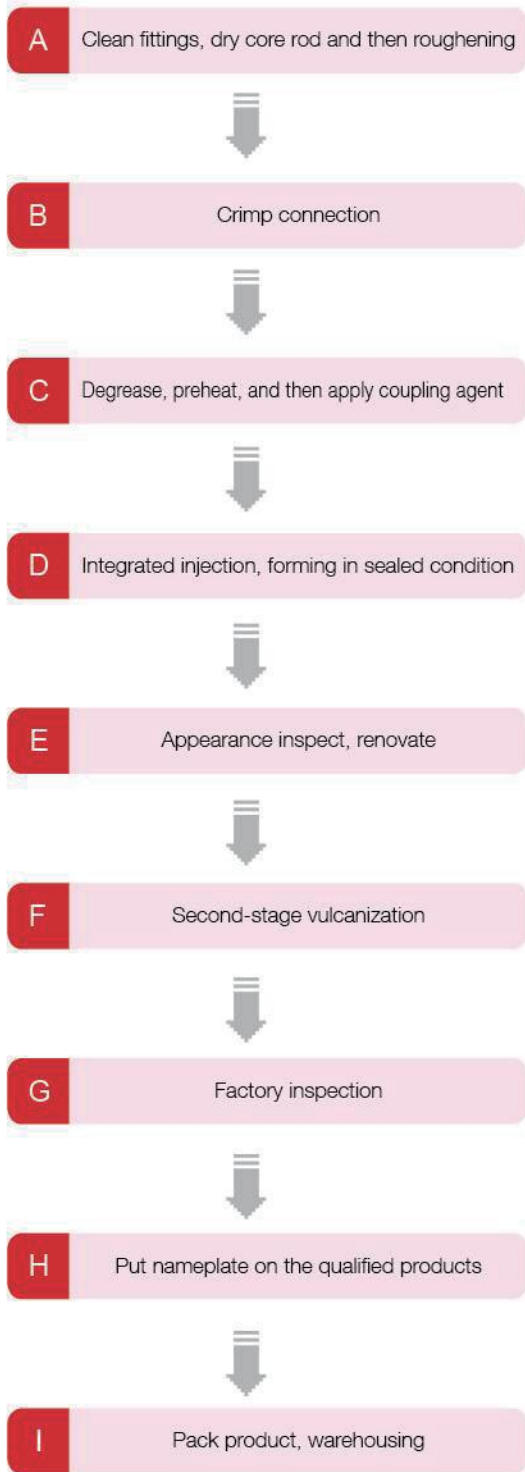 A Clean fittings, dry core rod and then roughening
B Crimp connection
C Degrease, preheat, and then apply coupling agent
D Integrated injection, forming in sealed condition
E Appearance inspect, renovate
F Second-stage vulcanization
G Factory inspection
H Put nameplate on the qualified products
I Pack product, warehousing